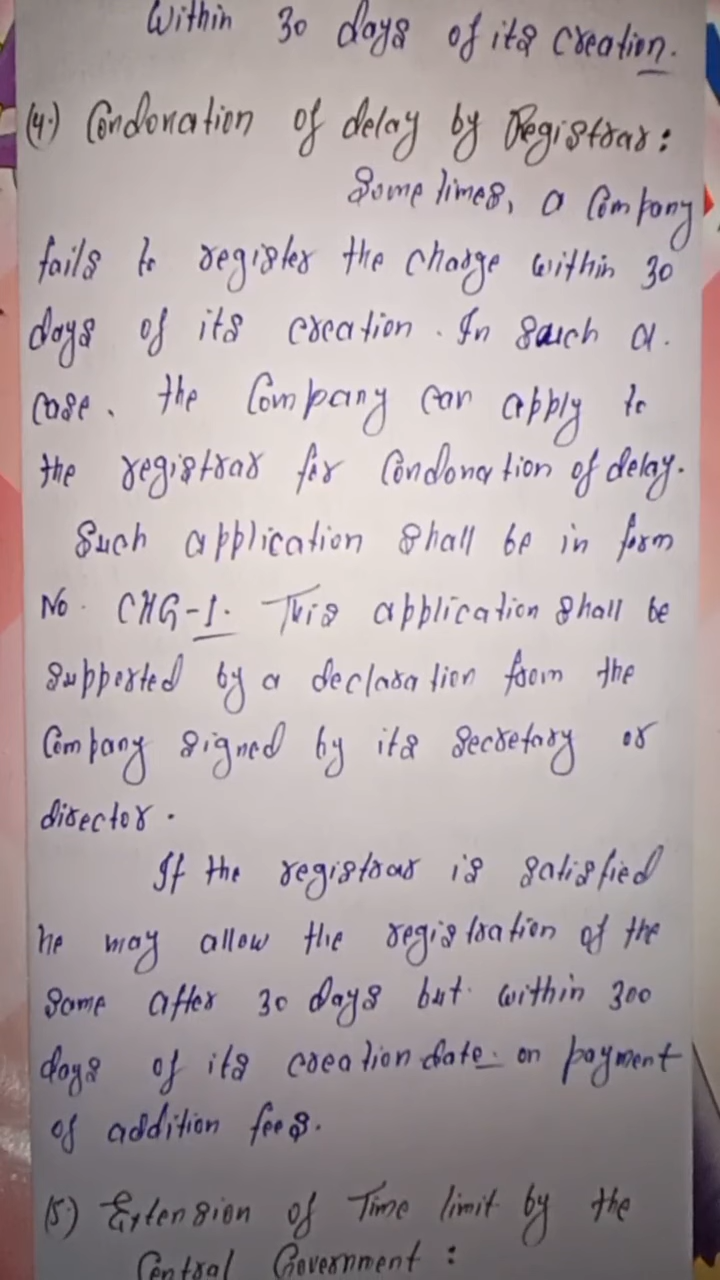 Within 30 days of its creation.
(4.) Condonation of delay by Registrar :
Some times, a Company
fails to register the charge within 30
days of its creation. In such a.
case, the Company can apply to
the registrar for Condonation of delay.
Such application shall be in form
No. CHG-1. This application shall be
supported by a declaration from the
Company signed by its Secretary or
director.
If the registrar is satisfied
he may allow the registration of the
same after 30 days but within 300
days of its creation date on payment
of addition fees.
(5) Extension of Time limit by the
Central Government :